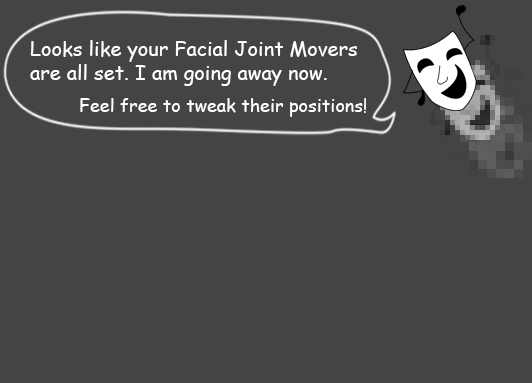 Looks like your Facial Joint Movers
are all set. I am going away now.
Feel free to tweak their positions!